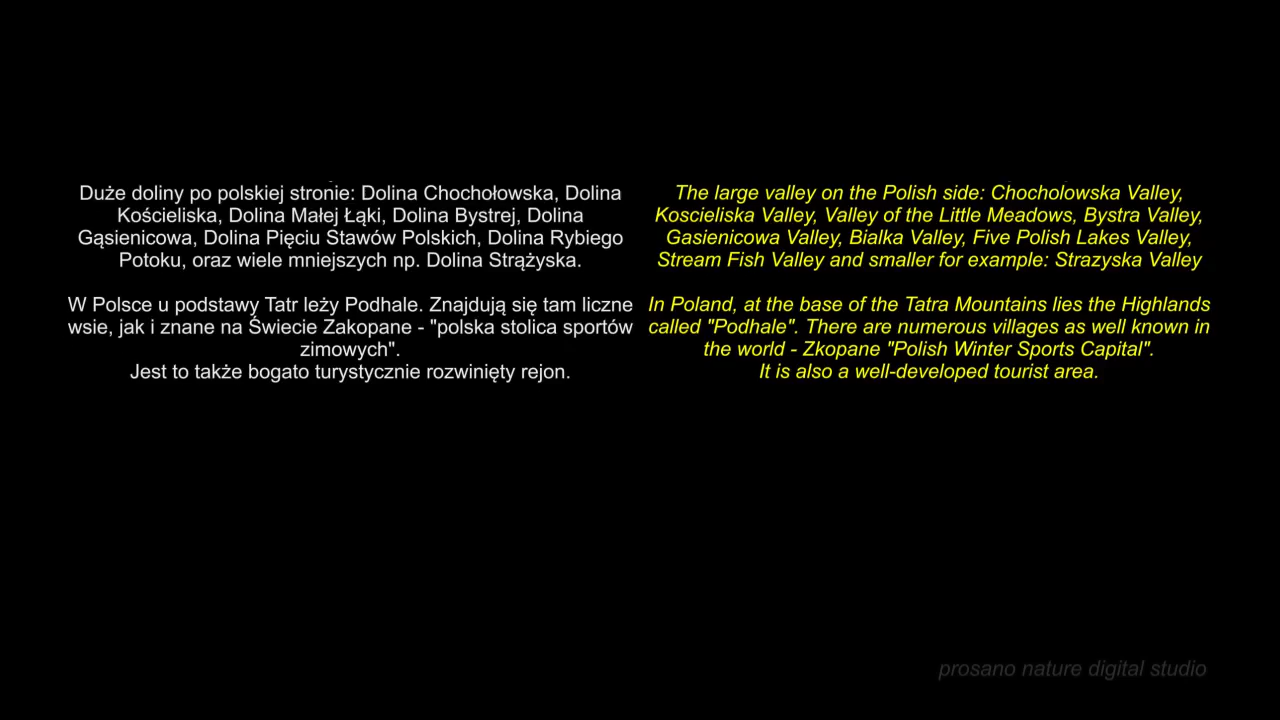 Duże doliny po polskiej stronie: Dolina Chochołowska, Dolina
Kościeliska, Dolina Małej Łąki, Dolina Bystrej, Dolina
Gąsienicowa, Dolina Pięciu Stawów Polskich, Dolina Rybiego
Potoku, oraz wiele mniejszych np. Dolina Strążyska.
W Polsce u podstawy Tatr leży Podhale. Znajdują się tam liczne
wsie, jak i znane na Świecie Zakopane - "polska stolica sportów
zimowych".
Jest to także bogato turystycznie rozwinięty rejon.
The large valley on the Polish side: Chocholowska Valley,
Koscieliska Valley, Valley of the Little Meadows, Bystra Valley,
Gasienicowa Valley, Bialka Valley, Five Polish Lakes Valley,
Stream Fish Valley and smaller for example: Strazyska Valley
In Poland, at the base of the Tatra Mountains lies the Highlands
called "Podhale". There are numerous villages as well known in
the world - Zkopane "Polish Winter Sports Capital".
It is also a well-developed tourist area.
prosano nature digital studio